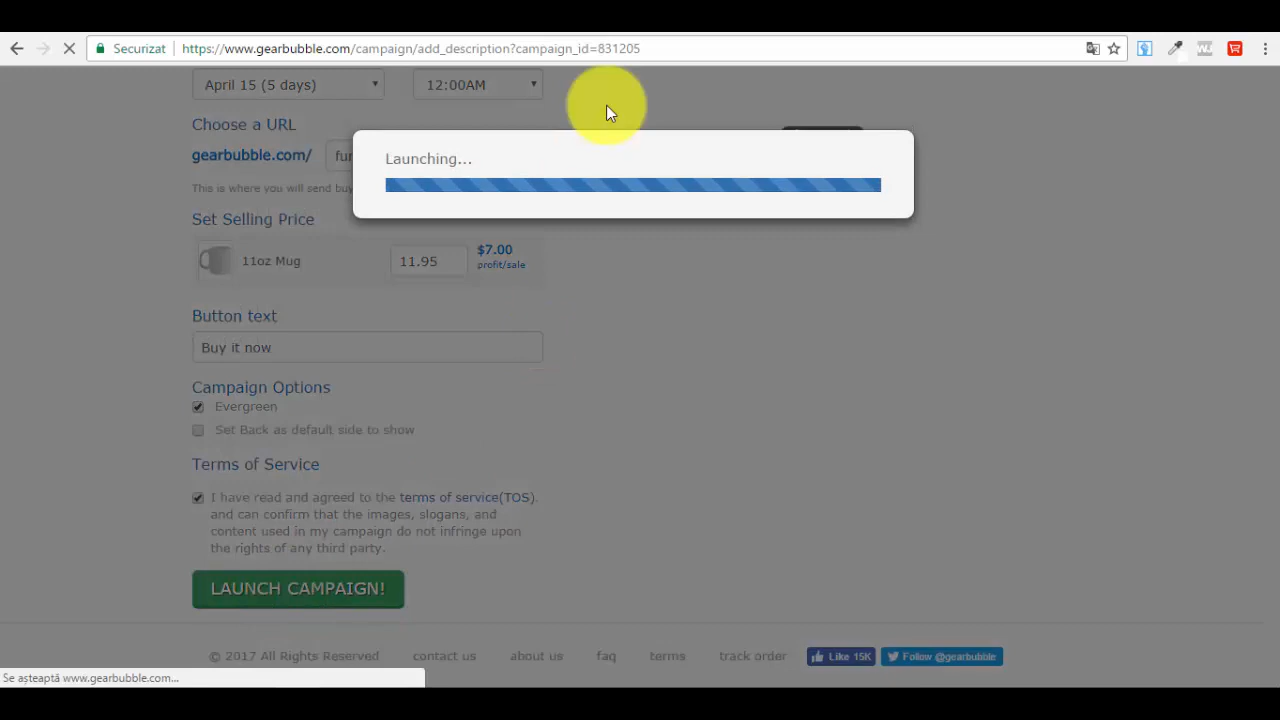 Securizat https://www.gearbubble.com/campaign/add_description?campaign_id=831205
April 15 (5 days) 12:00AM
Choose a URL
gearbubble.com/ fur
Launching...
This is where you will send buy
Set Selling Price
11oz Mug 11.95 $7.00
profit/sale
Button text
Buy it now
Campaign Options
Evergreen
Set Back as default side to show
Terms of Service
I have read and agreed to the terms of service(TOS).
and can confirm that the images, slogans, and
content used in my campaign do not infringe upon
the rights of any third party.
LAUNCH CAMPAIGN!
© 2017 All Rights Reserved contact us about us faq terms track order Like 15K Follow @gearbubble
Se așteaptă www.gearbubble.com...